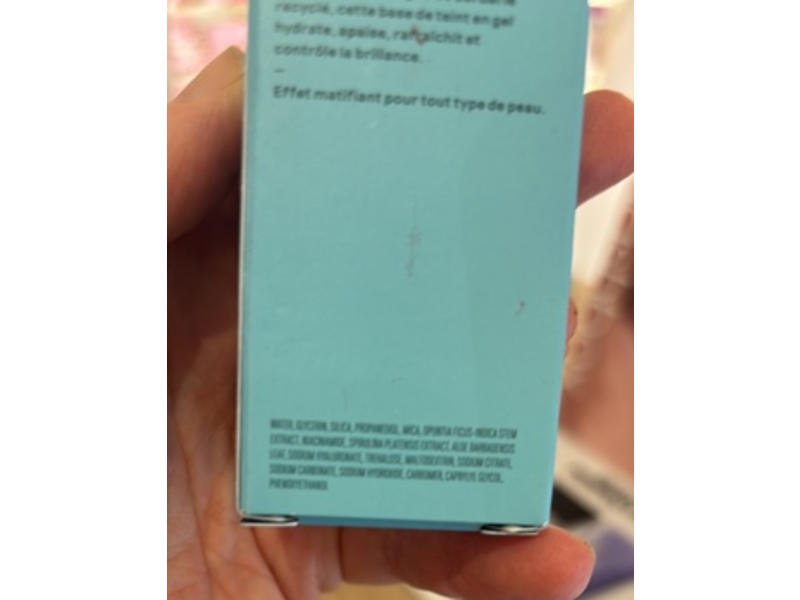 recyclé, cette base de teint en gel
hydrate, apaise, rafraîchit et
contrôle la brillance.
–
Effet matifiant pour tout type de peau.
WATER, GLYCERIN, SILICA, PROPANEDIOL, MICA, OPUNTIA FICUS-INDICA STEM
EXTRACT, NIACINAMIDE, SPIRULINA PLATENSIS EXTRACT, ALOE BARBADENSIS
LEAF, SODIUM HYALURONATE, TREHALOSE, MALTODEXTRIN, SODIUM CITRATE,
SODIUM CARBONATE, SODIUM HYDROXIDE, CARBOMER, CAPRYLYL GLYCOL,
PHENOXYETHANOL